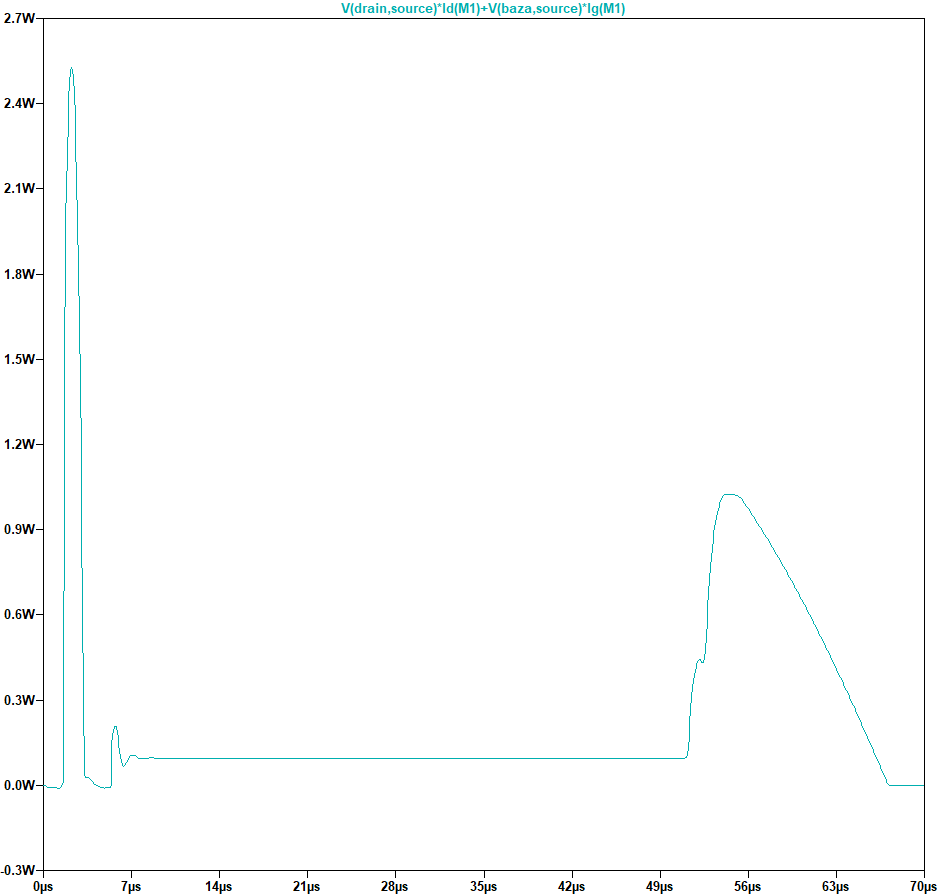 V(drain,source)*Id(M1)+V(baza,source)*Ig(M1)
2.7W
2.4W
2.1W
1.8W
1.5W
1.2W
0.9W
0.6W
0.3W
0.0W
-0.3W
0µs 7µs 14µs 21µs 28µs 35µs 42µs 49µs 56µs 63µs 70µs